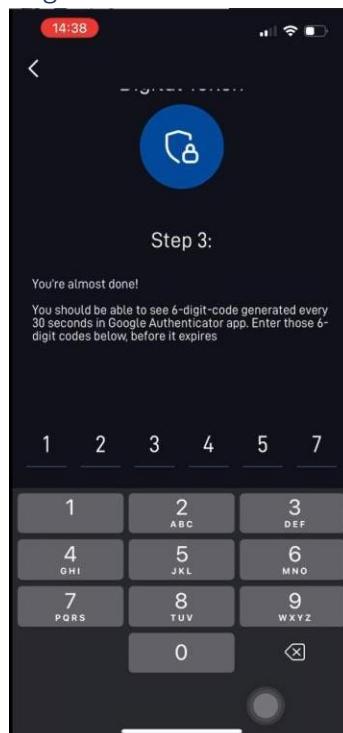 14:38
Step 3:
You're almost done!
You should be able to see 6-digit-code generated every
30 seconds in Google Authenticator app. Enter those 6-
digit codes below, before it expires
1 2 3 4 5 7
1 2 3
ABC DEF
4 5 6
GHI JKL MNO
7 8 9
PQRS TUV WXYZ
0